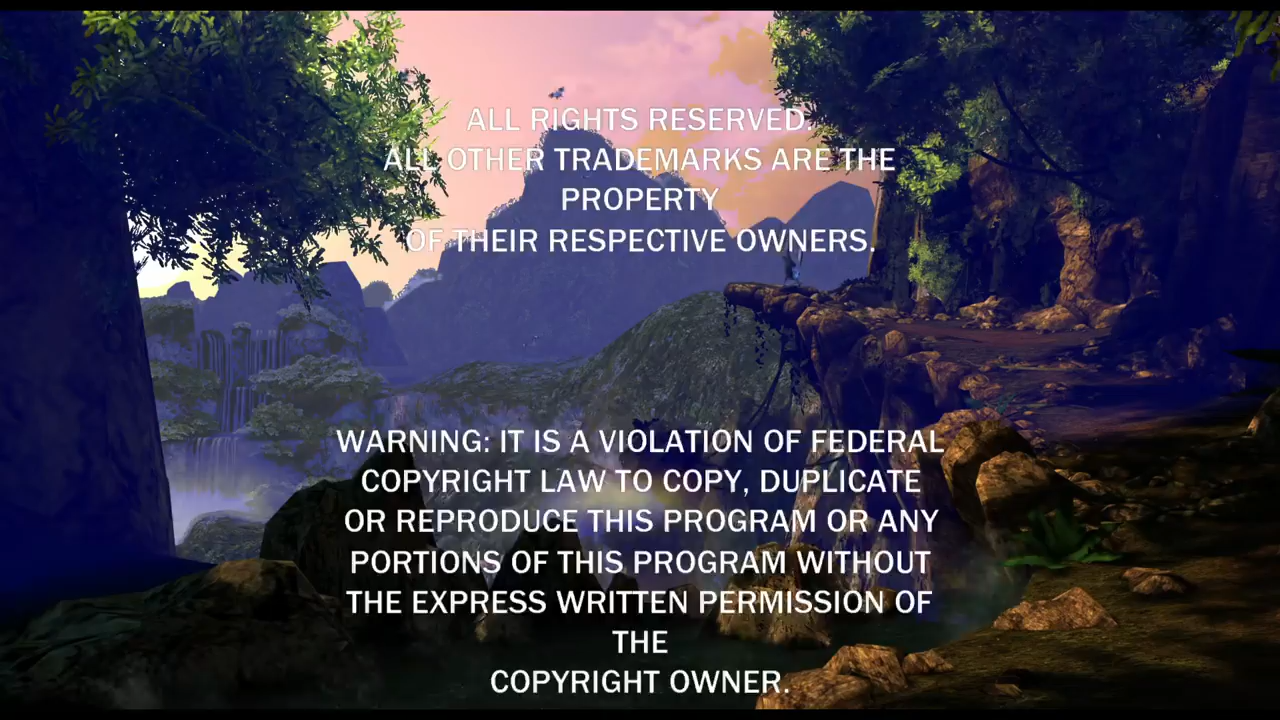 ALL RIGHTS RESERVED.
ALL OTHER TRADEMARKS ARE THE
PROPERTY
OF THEIR RESPECTIVE OWNERS.
WARNING: IT IS A VIOLATION OF FEDERAL
COPYRIGHT LAW TO COPY, DUPLICATE
OR REPRODUCE THIS PROGRAM OR ANY
PORTIONS OF THIS PROGRAM WITHOUT
THE EXPRESS WRITTEN PERMISSION OF
THE
COPYRIGHT OWNER.